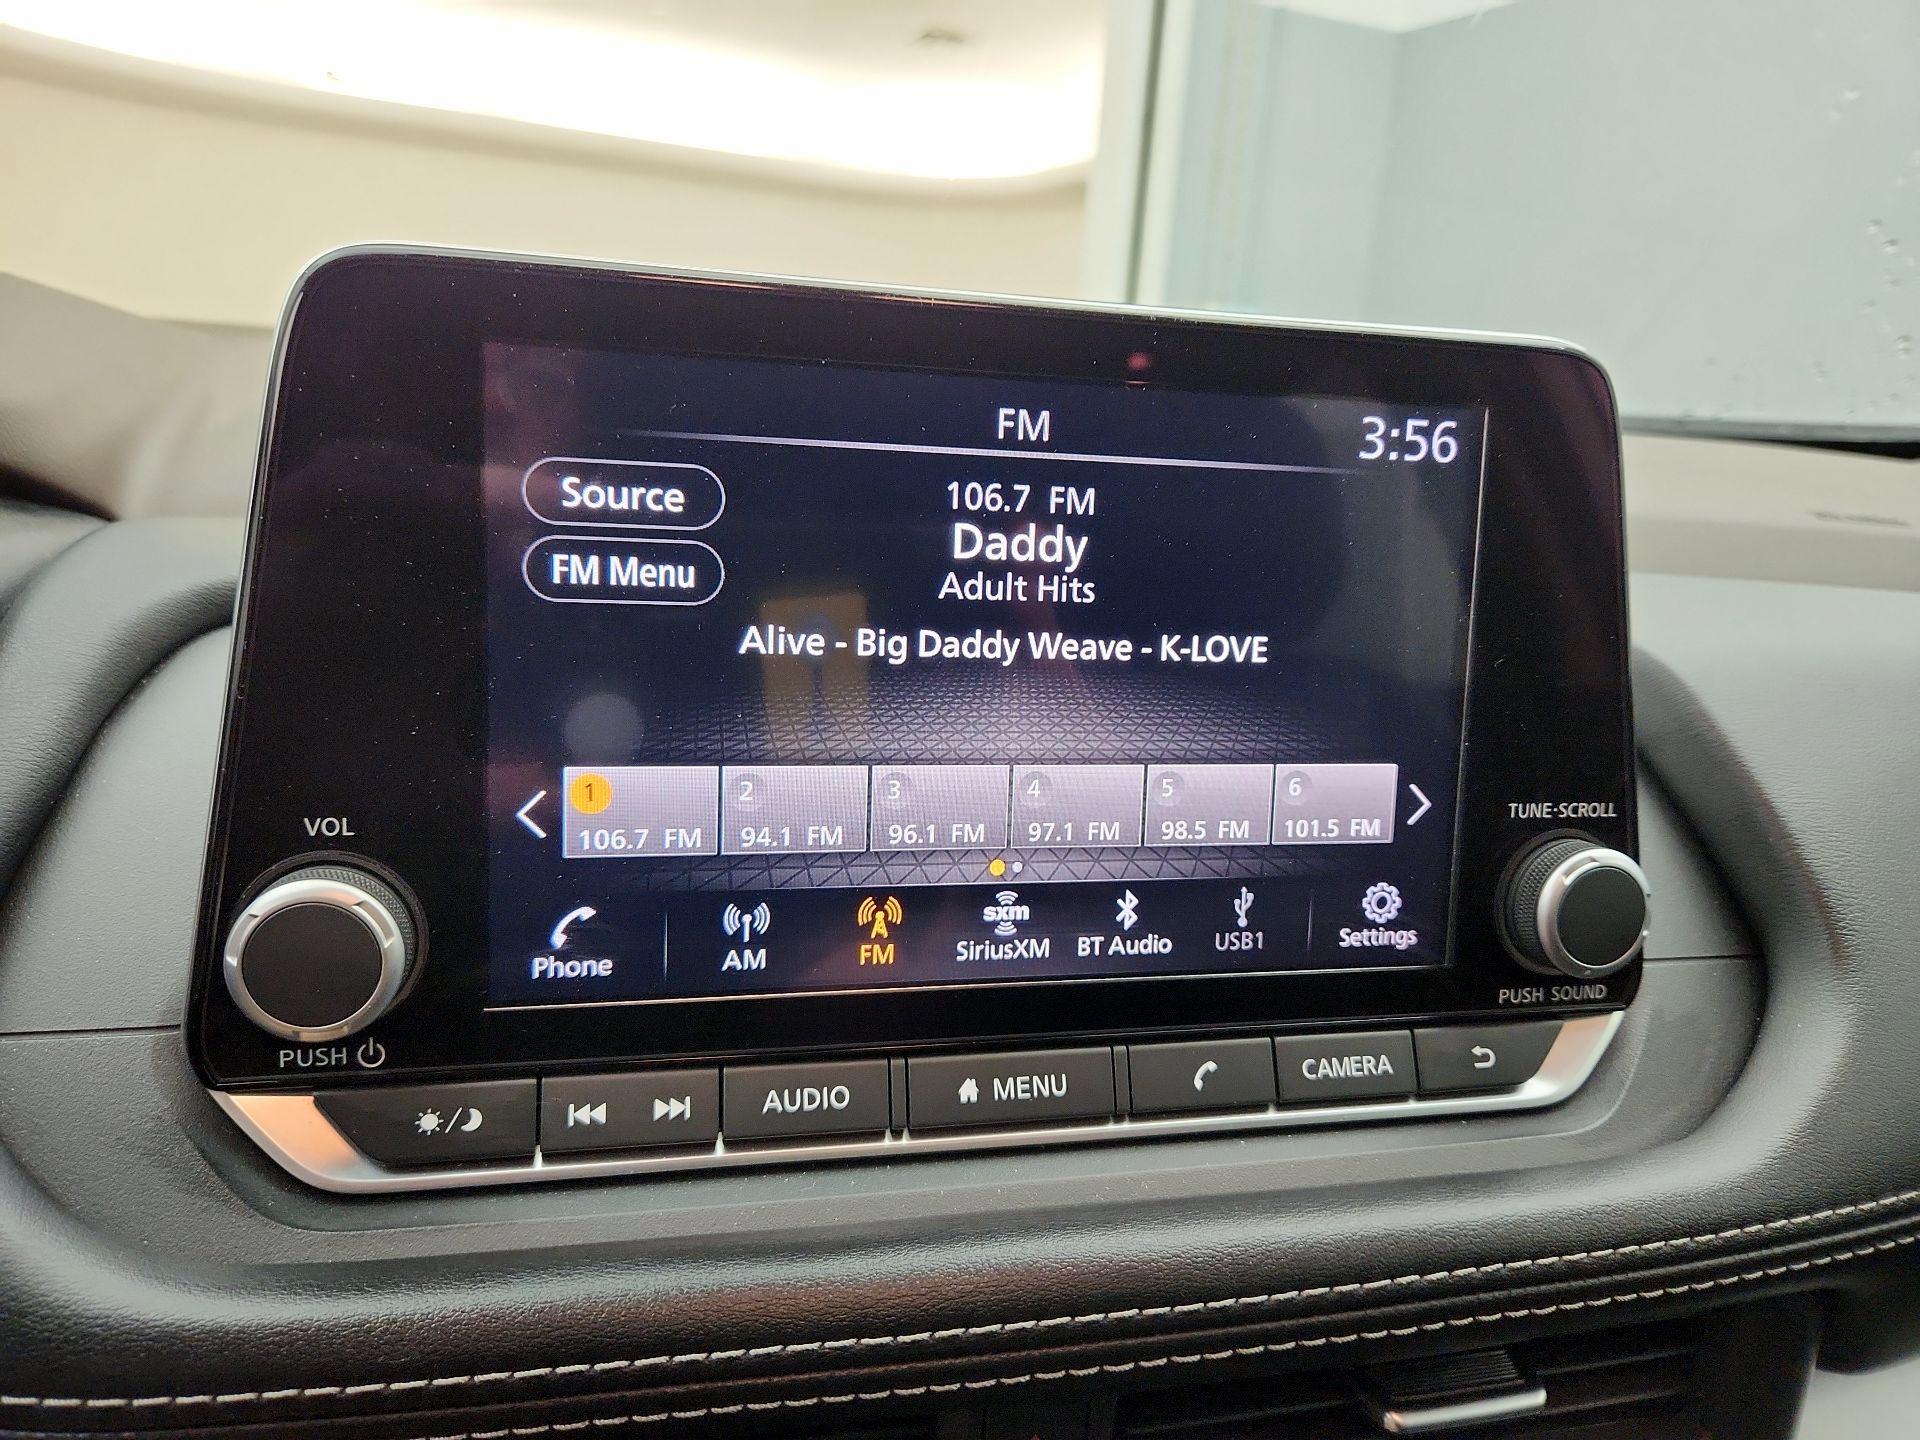 FM
3:56
Source
106.7 FM
Daddy
FM Menu
Adult Hits
Alive - Big Daddy Weave - K-LOVE
1
106.7 FM
2
94.1 FM
3
96.1 FM
4
97.1 FM
5
98.5 FM
6
101.5 FM
VOL
TUNE·SCROLL
Phone
AM
FM
sxm
SiriusXM
BT Audio
USB1
Settings
PUSH
PUSH SOUND
AUDIO
MENU
CAMERA